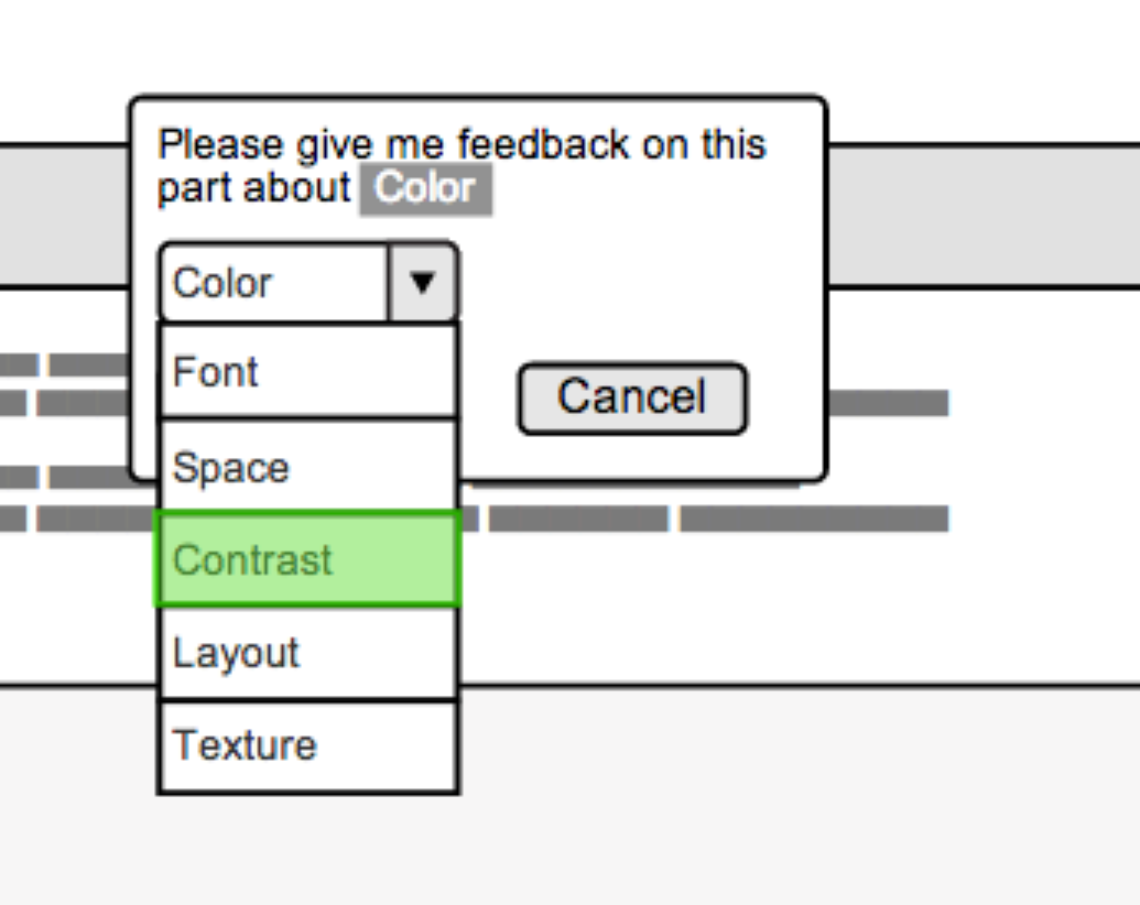 Please give me feedback on this
part about Color
Color
Font
Cancel
Space
Contrast
Layout
Texture